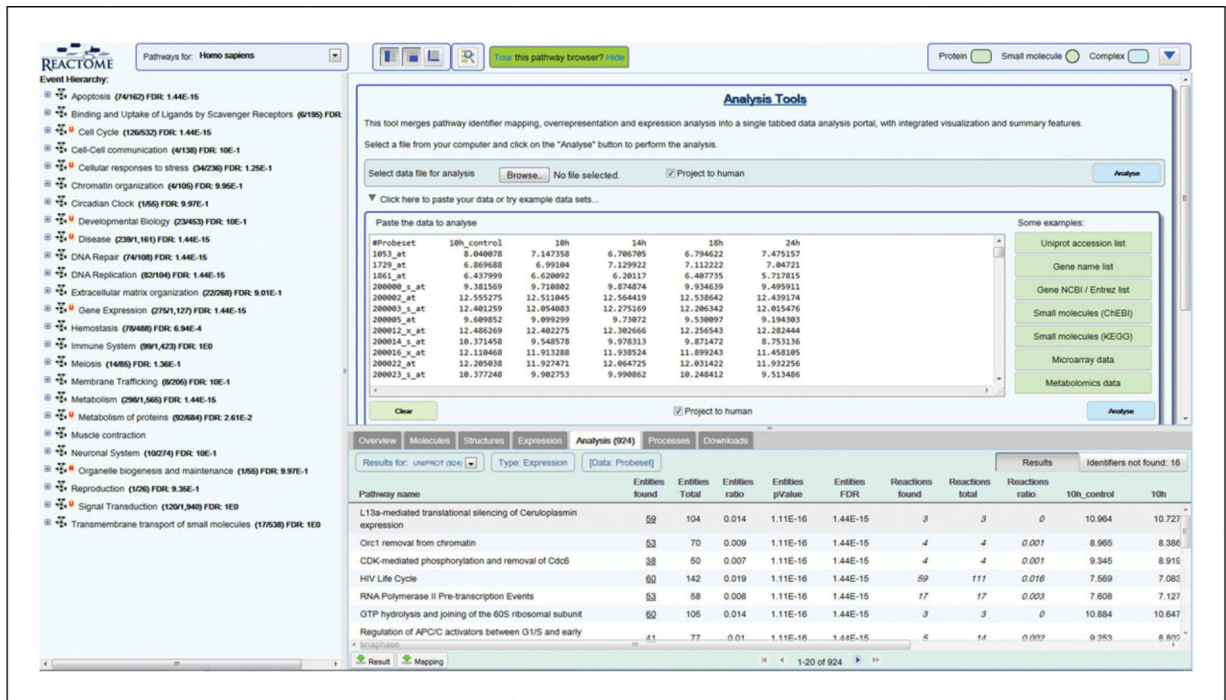 REACTOME
Pathways for: Homo sapiens
Tour this pathway browser? Hide
Protein Small molecule Complex
Event Hierarchy:
Apoptosis (74/162) FDR: 1.44E-15
Binding and Uptake of Ligands by Scavenger Receptors (6/195) FDR
U Cell Cycle (126/532) FDR: 1.44E-15
Cell-Cell communication (4/138) FDR: 10E-1
U Cellular responses to stress (34/236) FDR: 1.25E-1
Chromatin organization (4/105) FDR: 9.95E-1
Circadian Clock (1/55) FDR: 9.97E-1
U Developmental Biology (23/453) FDR: 10E-1
U Disease (239/1,161) FDR: 1.44E-15
DNA Repair (74/108) FDR: 1.44E-15
DNA Replication (82/104) FDR: 1.44E-15
Extracellular matrix organization (22/268) FDR: 9.01E-1
U Gene Expression (275/1,127) FDR: 1.44E-15
Hemostasis (78/488) FDR: 6.94E-4
Immune System (99/1,423) FDR: 1E0
Meiosis (14/85) FDR: 1.36E-1
Membrane Trafficking (8/205) FDR: 10E-1
Metabolism (298/1,565) FDR: 1.44E-15
U Metabolism of proteins (92/684) FDR: 2.61E-2
Muscle contraction
Neuronal System (10/274) FDR: 10E-1
N Organelle biogenesis and maintenance (1/55) FDR: 9.97E-1
Reproduction (1/26) FDR: 9.35E-1
U Signal Transduction (120/1,940) FDR: 1E0
Transmembrane transport of small molecules (17/538) FDR: 1E0
Analysis Tools
This tool merges pathway identifier mapping, overrepresentation and expression analysis into a single tabbed data analysis portal, with integrated visualization and summary features.
Select a file from your computer and click on the "Analyse" button to perform the analysis.
Select data file for analysis Browse.. No file selected. Project to human Analyse
Click here to paste your data or try example data sets...
Paste the data to analyse
#Probeset 10h_control 10h 14h 18h 24h
1053_at 8.040078 7.147358 6.706705 6.794622 7.475157
1729_at 6.869688 6.99104 7.129922 7.112222 7.04721
1861_at 6.437999 6.620092 6.20117 6.407735 5.717815
200000_s_at 9.381569 9.710802 9.874874 9.934639 9.495911
200002_at 12.555275 12.511045 12.564419 12.538642 12.439174
200003_s_at 12.401259 12.054083 12.275169 12.206342 12.015476
200005_at 9.609852 9.099299 9.73072 9.530097 9.194303
200012_x_at 12.486269 12.402275 12.302666 12.256543 12.282444
200014_s_at 10.371458 9.548578 9.978313 9.871472 8.753136
200016_x_at 12.110468 11.913288 11.938524 11.899243 11.458105
200022_at 12.205038 11.927471 12.064725 12.031422 11.932256
200023_s_at 10.377248 9.902753 9.990862 10.248412 9.513486
Some examples:
Uniprot accession list
Gene name list
Gene NCBI / Entrez list
Small molecules (ChEBI)
Small molecules (KEGG)
Microarray data
Metabolomics data
Clear Project to human Analyse
Overview Molecules Structures Expression Analysis (924) Processes Downloads
Results for: UNIPROT (924) Type: Expression [Data: Probeset] Results Identifiers not found: 16
Pathway name Entities found Entities Total Entities ratio Entities pValue Entities FDR Reactions found Reactions total Reactions ratio 10h_control 10h
L13a-mediated translational silencing of Ceruloplasmin
expression 59 104 0.014 1.11E-16 1.44E-15 3 3 0 10.964 10.727
Orc1 removal from chromatin 53 70 0.009 1.11E-16 1.44E-15 4 4 0.001 8.965 8.386
CDK-mediated phosphorylation and removal of Cdc6 38 50 0.007 1.11E-16 1.44E-15 4 4 0.001 9.345 8.919
HIV Life Cycle 60 142 0.019 1.11E-16 1.44E-15 59 111 0.016 7.569 7.083
RNA Polymerase II Pre-transcription Events 53 58 0.008 1.11E-16 1.44E-15 17 17 0.003 7.608 7.127
GTP hydrolysis and joining of the 60S ribosomal subunit 60 105 0.014 1.11E-16 1.44E-15 3 3 0 10.884 10.647
Regulation of APC/C activators between G1/S and early
anaphase 41 77 0.01 1.11E-16 1.44E-15 5 14 0.002 9.253 8.802
Result Mapping 1-20 of 924